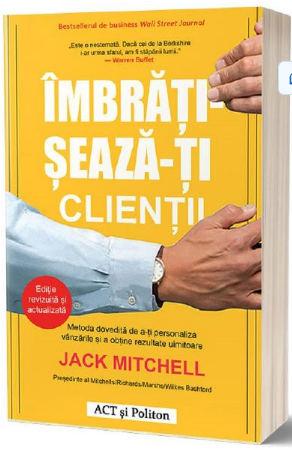 Bestsellerul de business Wall Street Journal
„Este o nestemată. Dacă cei de la Berkshire
i-ar urma sfatul, am fi stăpânii lumii."
— Warren Buffet
ÎMBRĂȚI-
ȘEAZĂ-ȚI
CLIENȚII
Ediție
revizuită și
actualizată
Metoda dovedită de a-ți personaliza
vânzările și a obține rezultate uimitoare
JACK MITCHELL
Președinte al Mitchells/Richards/Marshs/Wilkes Bashford
ACT și Politon